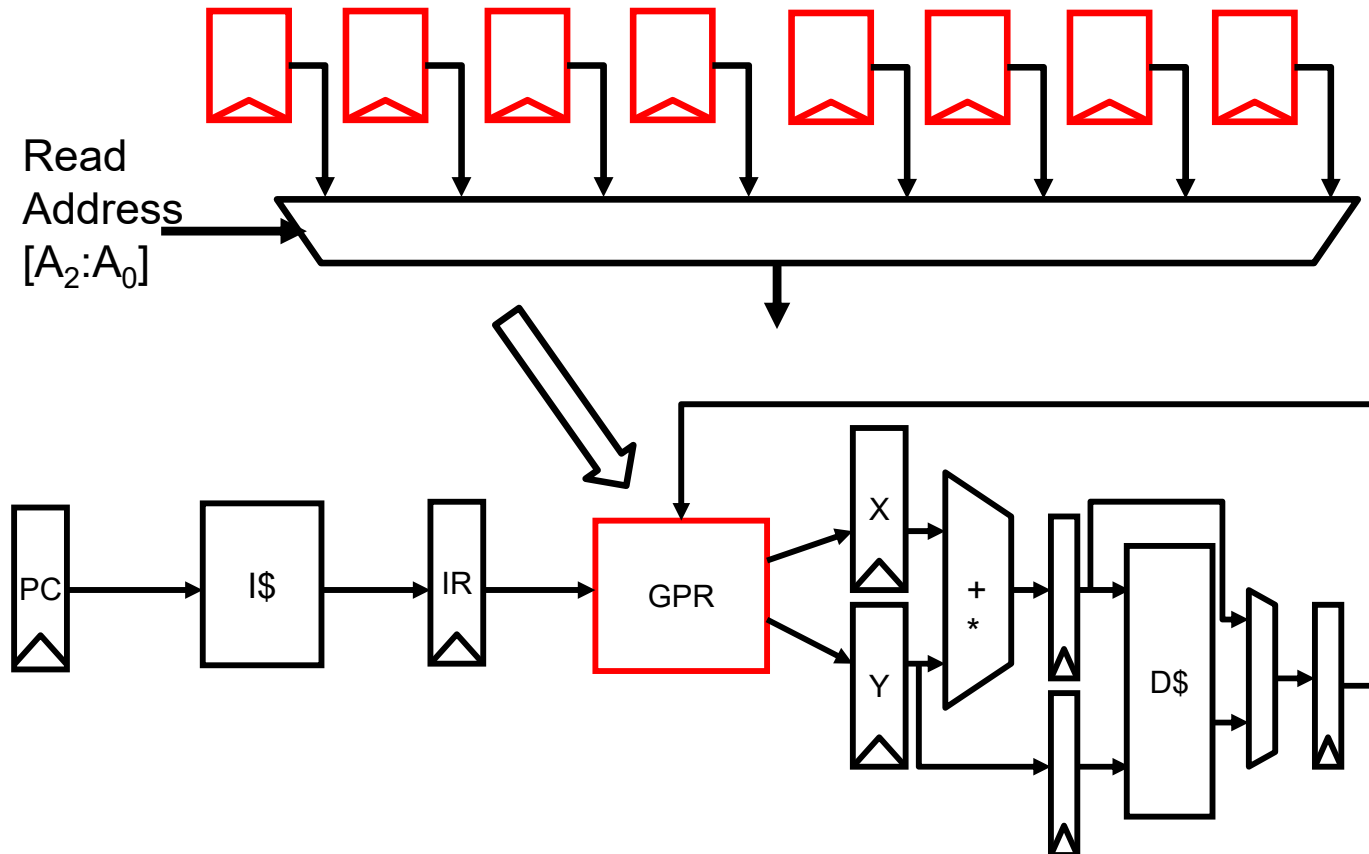 Read
Address
[A₂:A₀]
PC
I$
IR
GPR
X
Y
+
*
D$